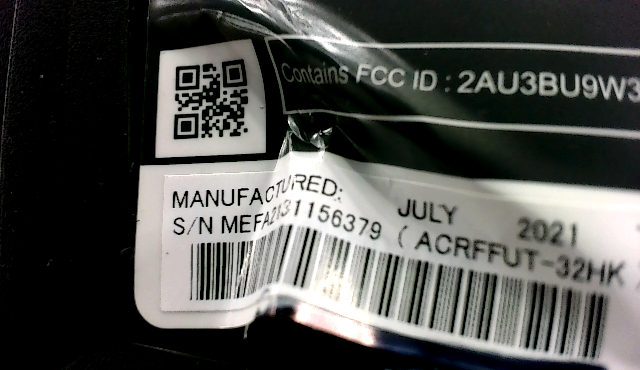 Contains FCC ID : 2AU3BU9W3
MANUFACTURED: JULY 2021
S/N MEFA2131156379 ( ACRFFUT-32HK )